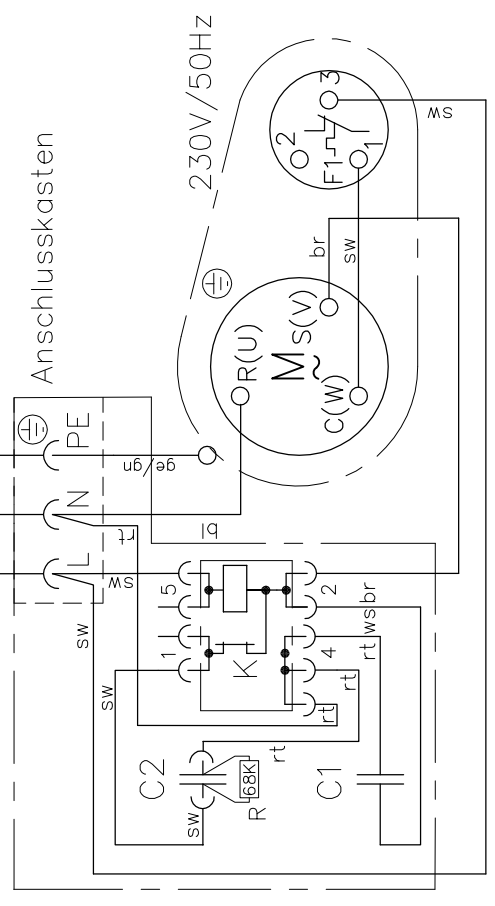 Anschlusskasten
230V/50Hz
PE
N
L
ge/gn
bl
rt
sw
sw
sw
R(U)
S(V)
C(W)
M
~
br
sw
F1
1
2
3
sw
5
1
2
4
K
br
ws
rt
rt
rt
rt
sw
C2
68K
R
C1